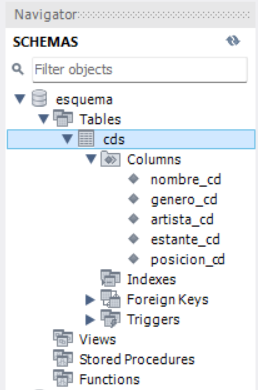 Navigator
SCHEMAS
Filter objects
esquema
Tables
cds
Columns
nombre_cd
genero_cd
artista_cd
estante_cd
posicion_cd
Indexes
Foreign Keys
Triggers
Views
Stored Procedures
Functions